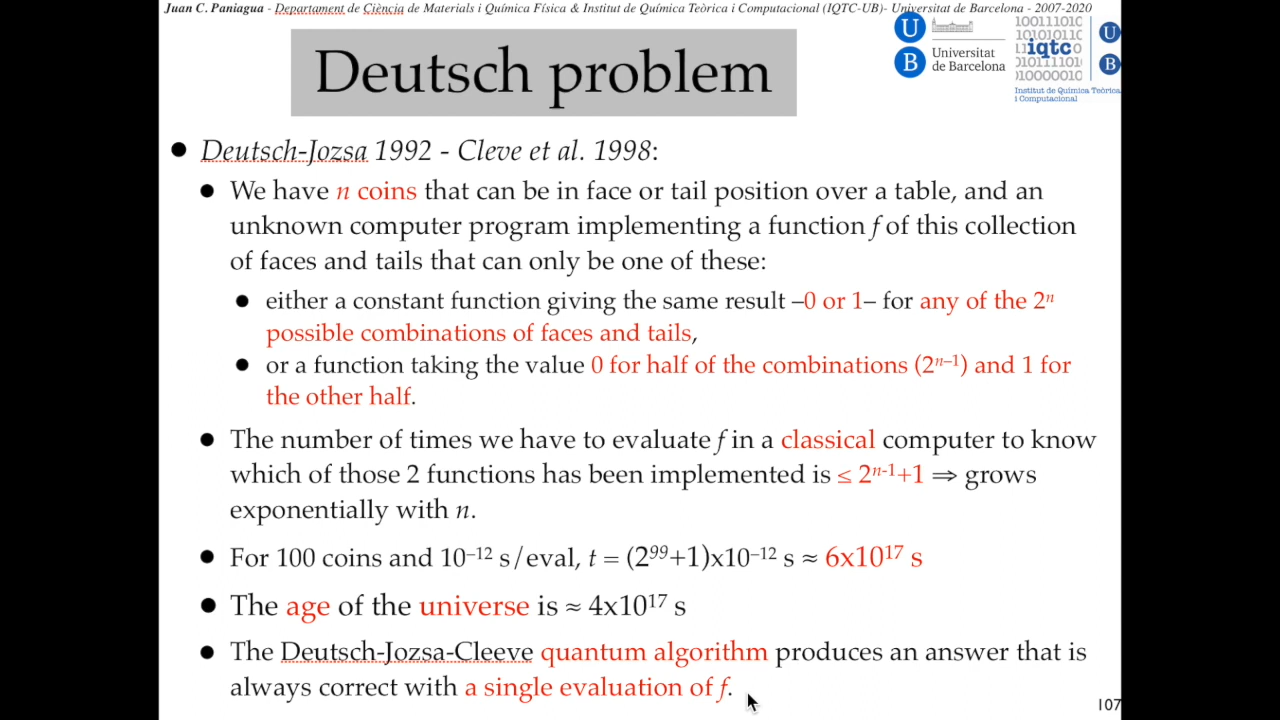 Juan C. Paniagua - Departament de Ciència de Materials i Química Física & Institut de Química Teòrica i Computacional (IQTC-UB)- Universitat de Barcelona - 2007-2020
Deutsch problem
U
B
Universitat
de Barcelona
iqtc
U
B
Institut de Química Teòrica
i Computacional
• Deutsch-Jozsa 1992 - Cleve et al. 1998:
• We have n coins that can be in face or tail position over a table, and an
unknown computer program implementing a function f of this collection
of faces and tails that can only be one of these:
• either a constant function giving the same result –0 or 1– for any of the 2ⁿ
possible combinations of faces and tails,
• or a function taking the value 0 for half of the combinations (2ⁿ⁻¹) and 1 for
the other half.
• The number of times we have to evaluate f in a classical computer to know
which of those 2 functions has been implemented is ≤ 2ⁿ⁻¹+1 ⇒ grows
exponentially with n.
• For 100 coins and 10⁻¹² s/eval, t = (2⁹⁹+1)x10⁻¹² s ≈ 6x10¹⁷ s
• The age of the universe is ≈ 4x10¹⁷ s
• The Deutsch-Jozsa-Cleeve quantum algorithm produces an answer that is
always correct with a single evaluation of f.
107